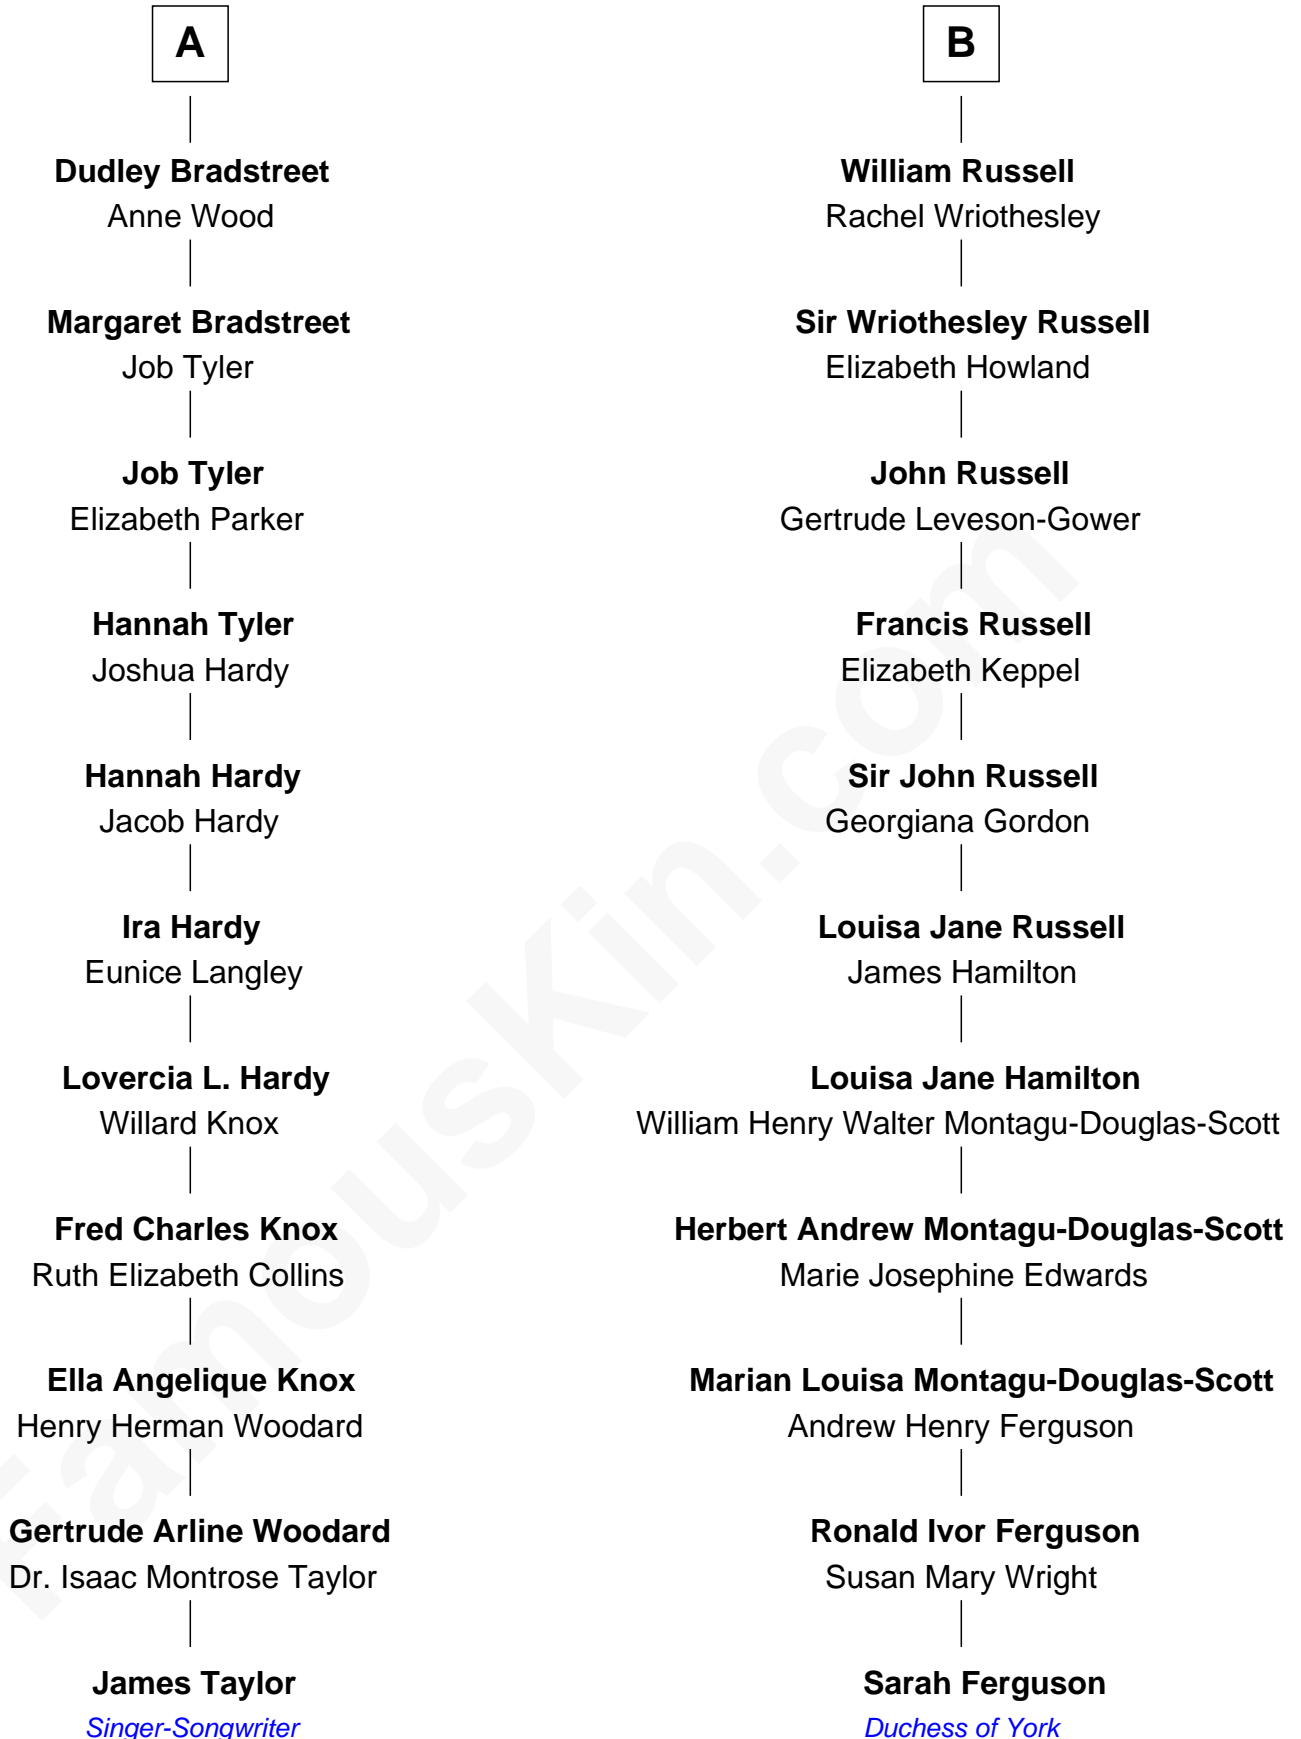 A
Dudley Bradstreet
Anne Wood
Margaret Bradstreet
Job Tyler
Job Tyler
Elizabeth Parker
Hannah Tyler
Joshua Hardy
Hannah Hardy
Jacob Hardy
Ira Hardy
Eunice Langley
Lovercia L. Hardy
Willard Knox
Fred Charles Knox
Ruth Elizabeth Collins
Ella Angelique Knox
Henry Herman Woodard
Gertrude Arline Woodard
Dr. Isaac Montrose Taylor
James Taylor
Singer-Songwriter
B
William Russell
Rachel Wriothesley
Sir Wriothesley Russell
Elizabeth Howland
John Russell
Gertrude Leveson-Gower
Francis Russell
Elizabeth Keppel
Sir John Russell
Georgiana Gordon
Louisa Jane Russell
James Hamilton
Louisa Jane Hamilton
William Henry Walter Montagu-Douglas-Scott
Herbert Andrew Montagu-Douglas-Scott
Marie Josephine Edwards
Marian Louisa Montagu-Douglas-Scott
Andrew Henry Ferguson
Ronald Ivor Ferguson
Susan Mary Wright
Sarah Ferguson
Duchess of York
FamousKin.com